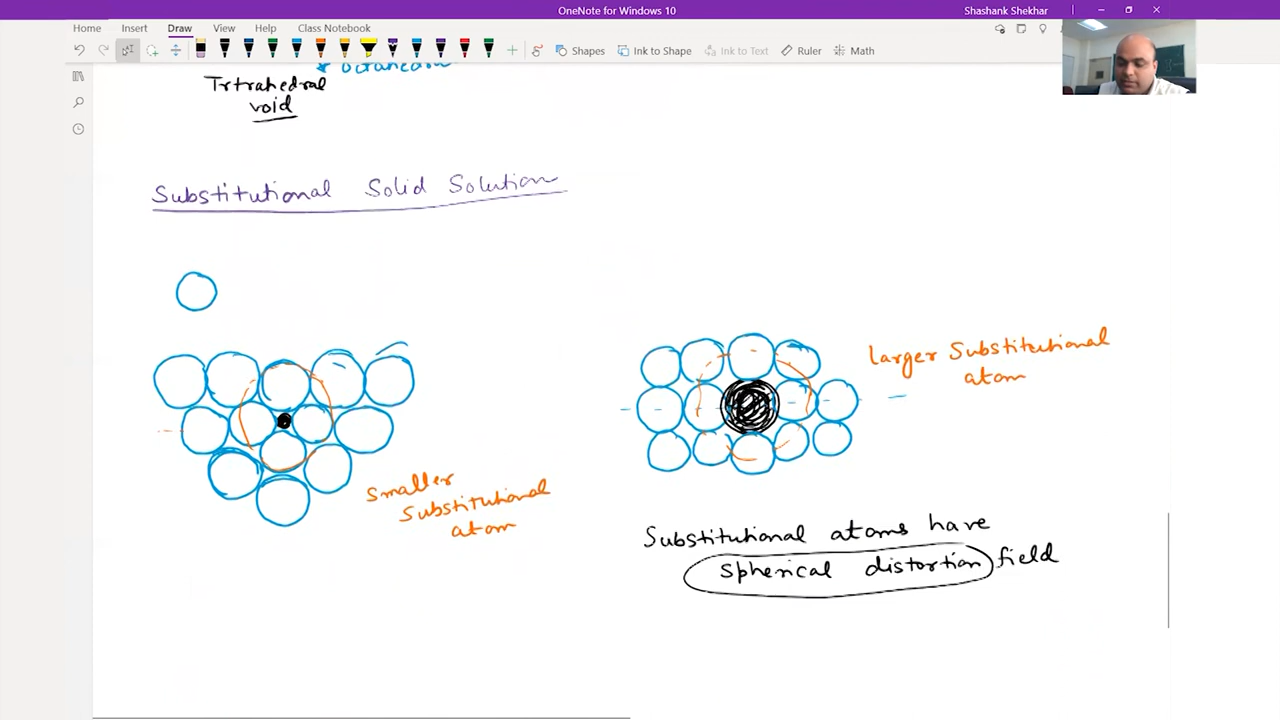 OneNote for Windows 10
Shashank Shekhar
Home Insert Draw View Help Class Notebook
Shapes Ink to Shape Ink to Text Ruler Math
octahedra
Trtrahedral
void
Substitutional Solid Solution
larger Substitutional
atom
Smaller
Substitutional
atom
Substitutional atoms have
spherical distortion field